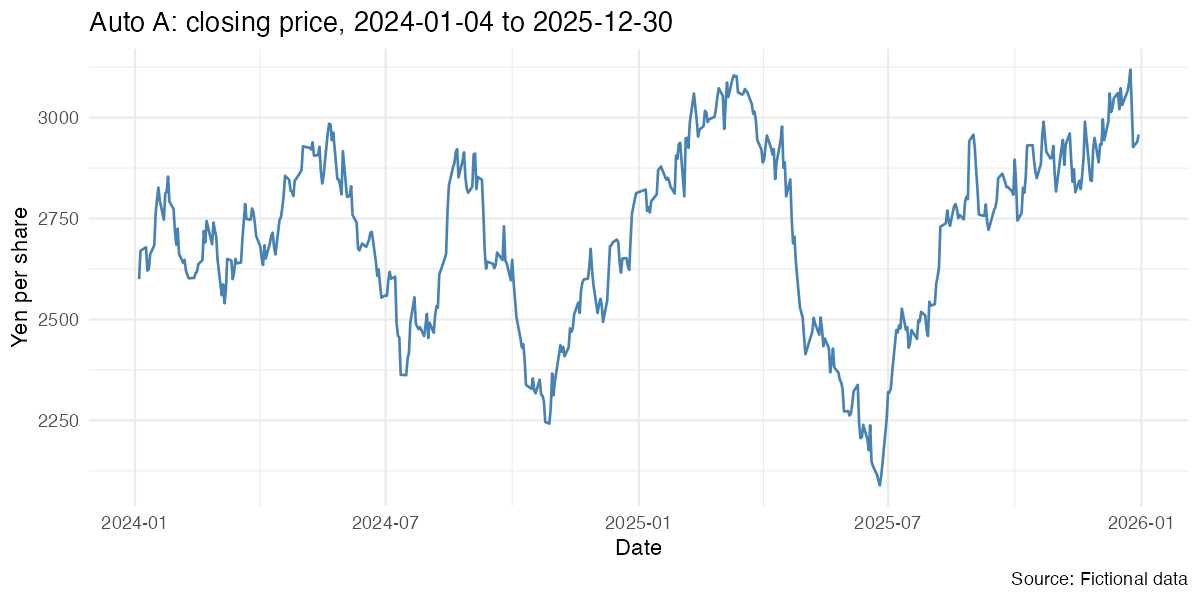 Auto A: closing price, 2024-01-04 to 2025-12-30
Yen per share
3000
2750
2500
2250
2024-01
2024-07
2025-01
2025-07
2026-01
Date
Source: Fictional data